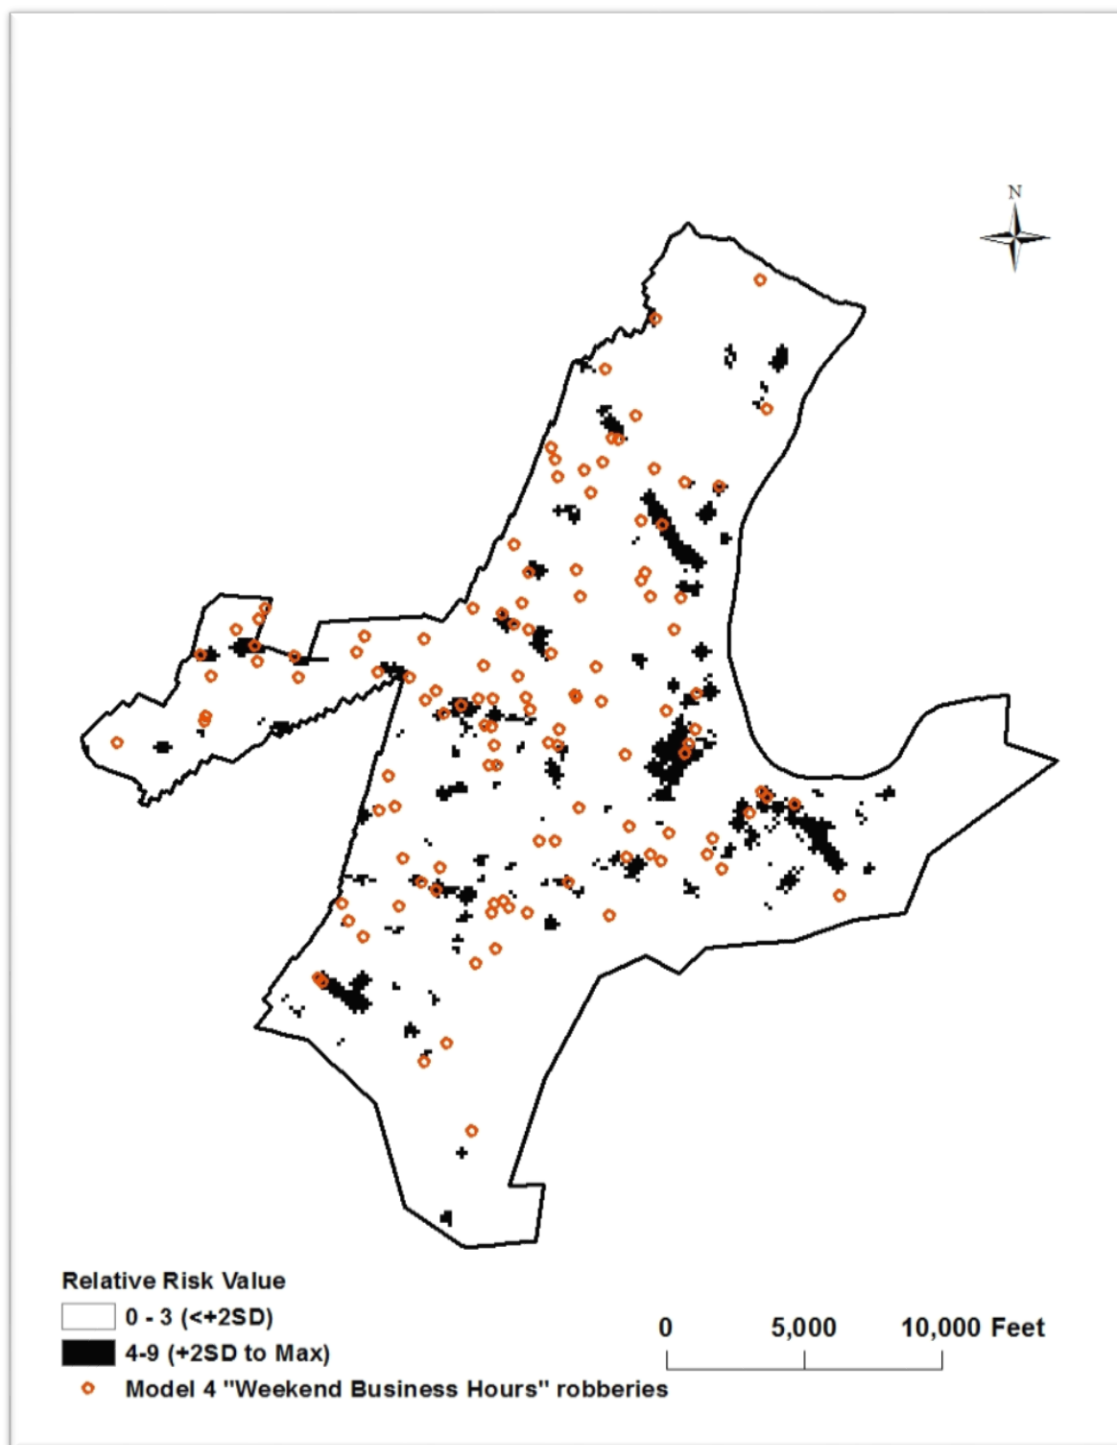 N
Relative Risk Value
0 - 3 (<+2SD)
4-9 (+2SD to Max)
Model 4 "Weekend Business Hours" robberies
0 5,000 10,000 Feet